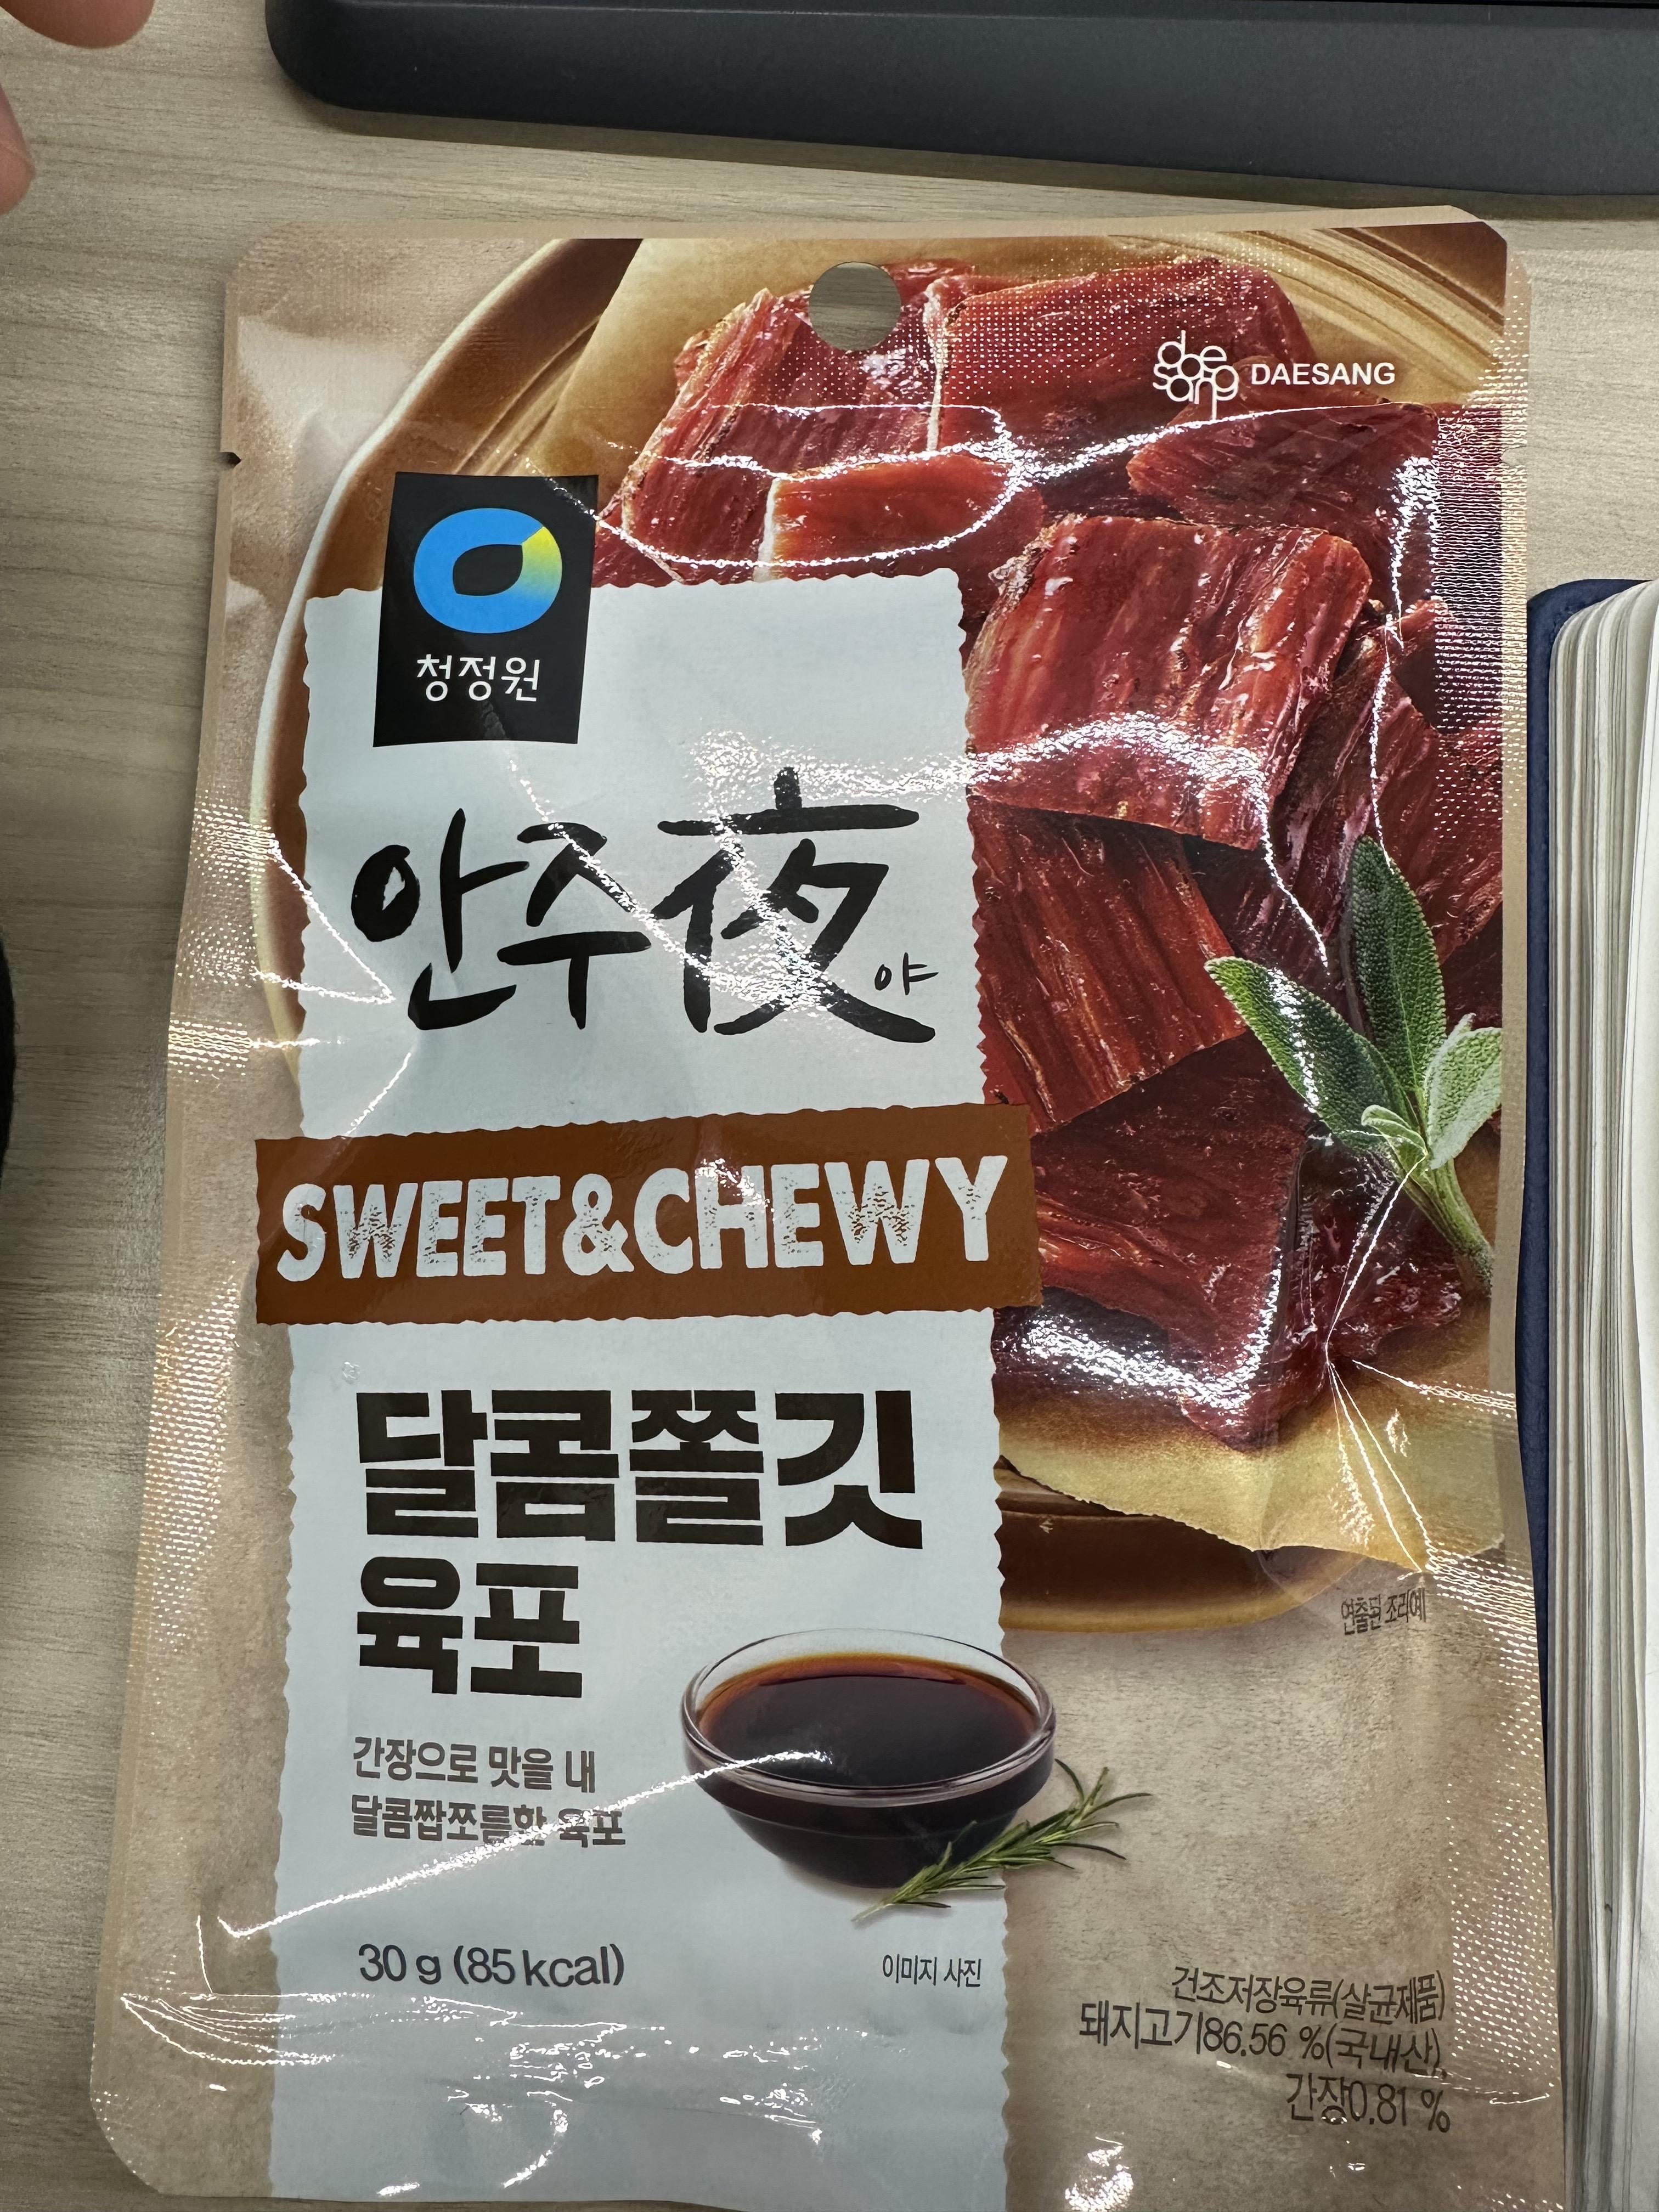 daesang DAESANG
청정원
안주夜야
SWEET&CHEWY
달콤쫄깃
육포
간장으로 맛을 내
달콤짭쪼름한 육포
30 g (85 kcal)
이미지 사진
연출된 조리예
건조저장육류(살균제품)
돼지고기86.56 %(국내산),
간장0.81 %